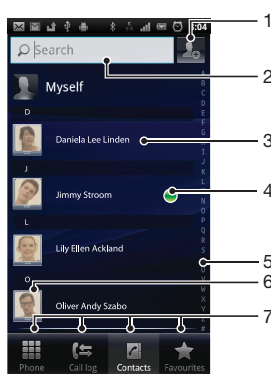 5:04
1
Search
2
Myself
D
Daniela Lee Linden
3
J
Jimmy Stroom
4
L
Lily Ellen Ackland
5
O
6
Oliver Andy Szabo
7
A
B
C
D
E
F
G
H
I
J
K
L
N
O
P
Q
R
S
U
V
W
X
Y
Z
#
Phone
Call log
Contacts
Favourites